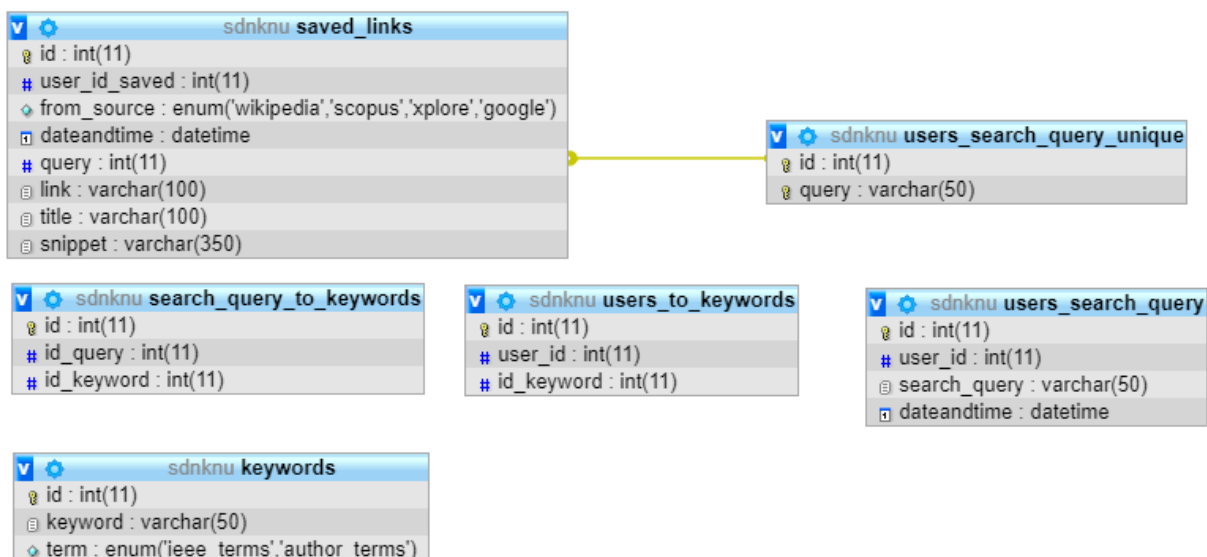 sdnknu saved_links
id : int(11)
user_id_saved : int(11)
from_source : enum('wikipedia','scopus','xplore','google')
dateandtime : datetime
query : int(11)
link : varchar(100)
title : varchar(100)
snippet : varchar(350)
sdnknu users_search_query_unique
id : int(11)
query : varchar(50)
sdnknu search_query_to_keywords
id : int(11)
id_query : int(11)
id_keyword : int(11)
sdnknu users_to_keywords
id : int(11)
user_id : int(11)
id_keyword : int(11)
sdnknu users_search_query
id : int(11)
user_id : int(11)
search_query : varchar(50)
dateandtime : datetime
sdnknu keywords
id : int(11)
keyword : varchar(50)
term : enum('ieee_terms','author_terms')